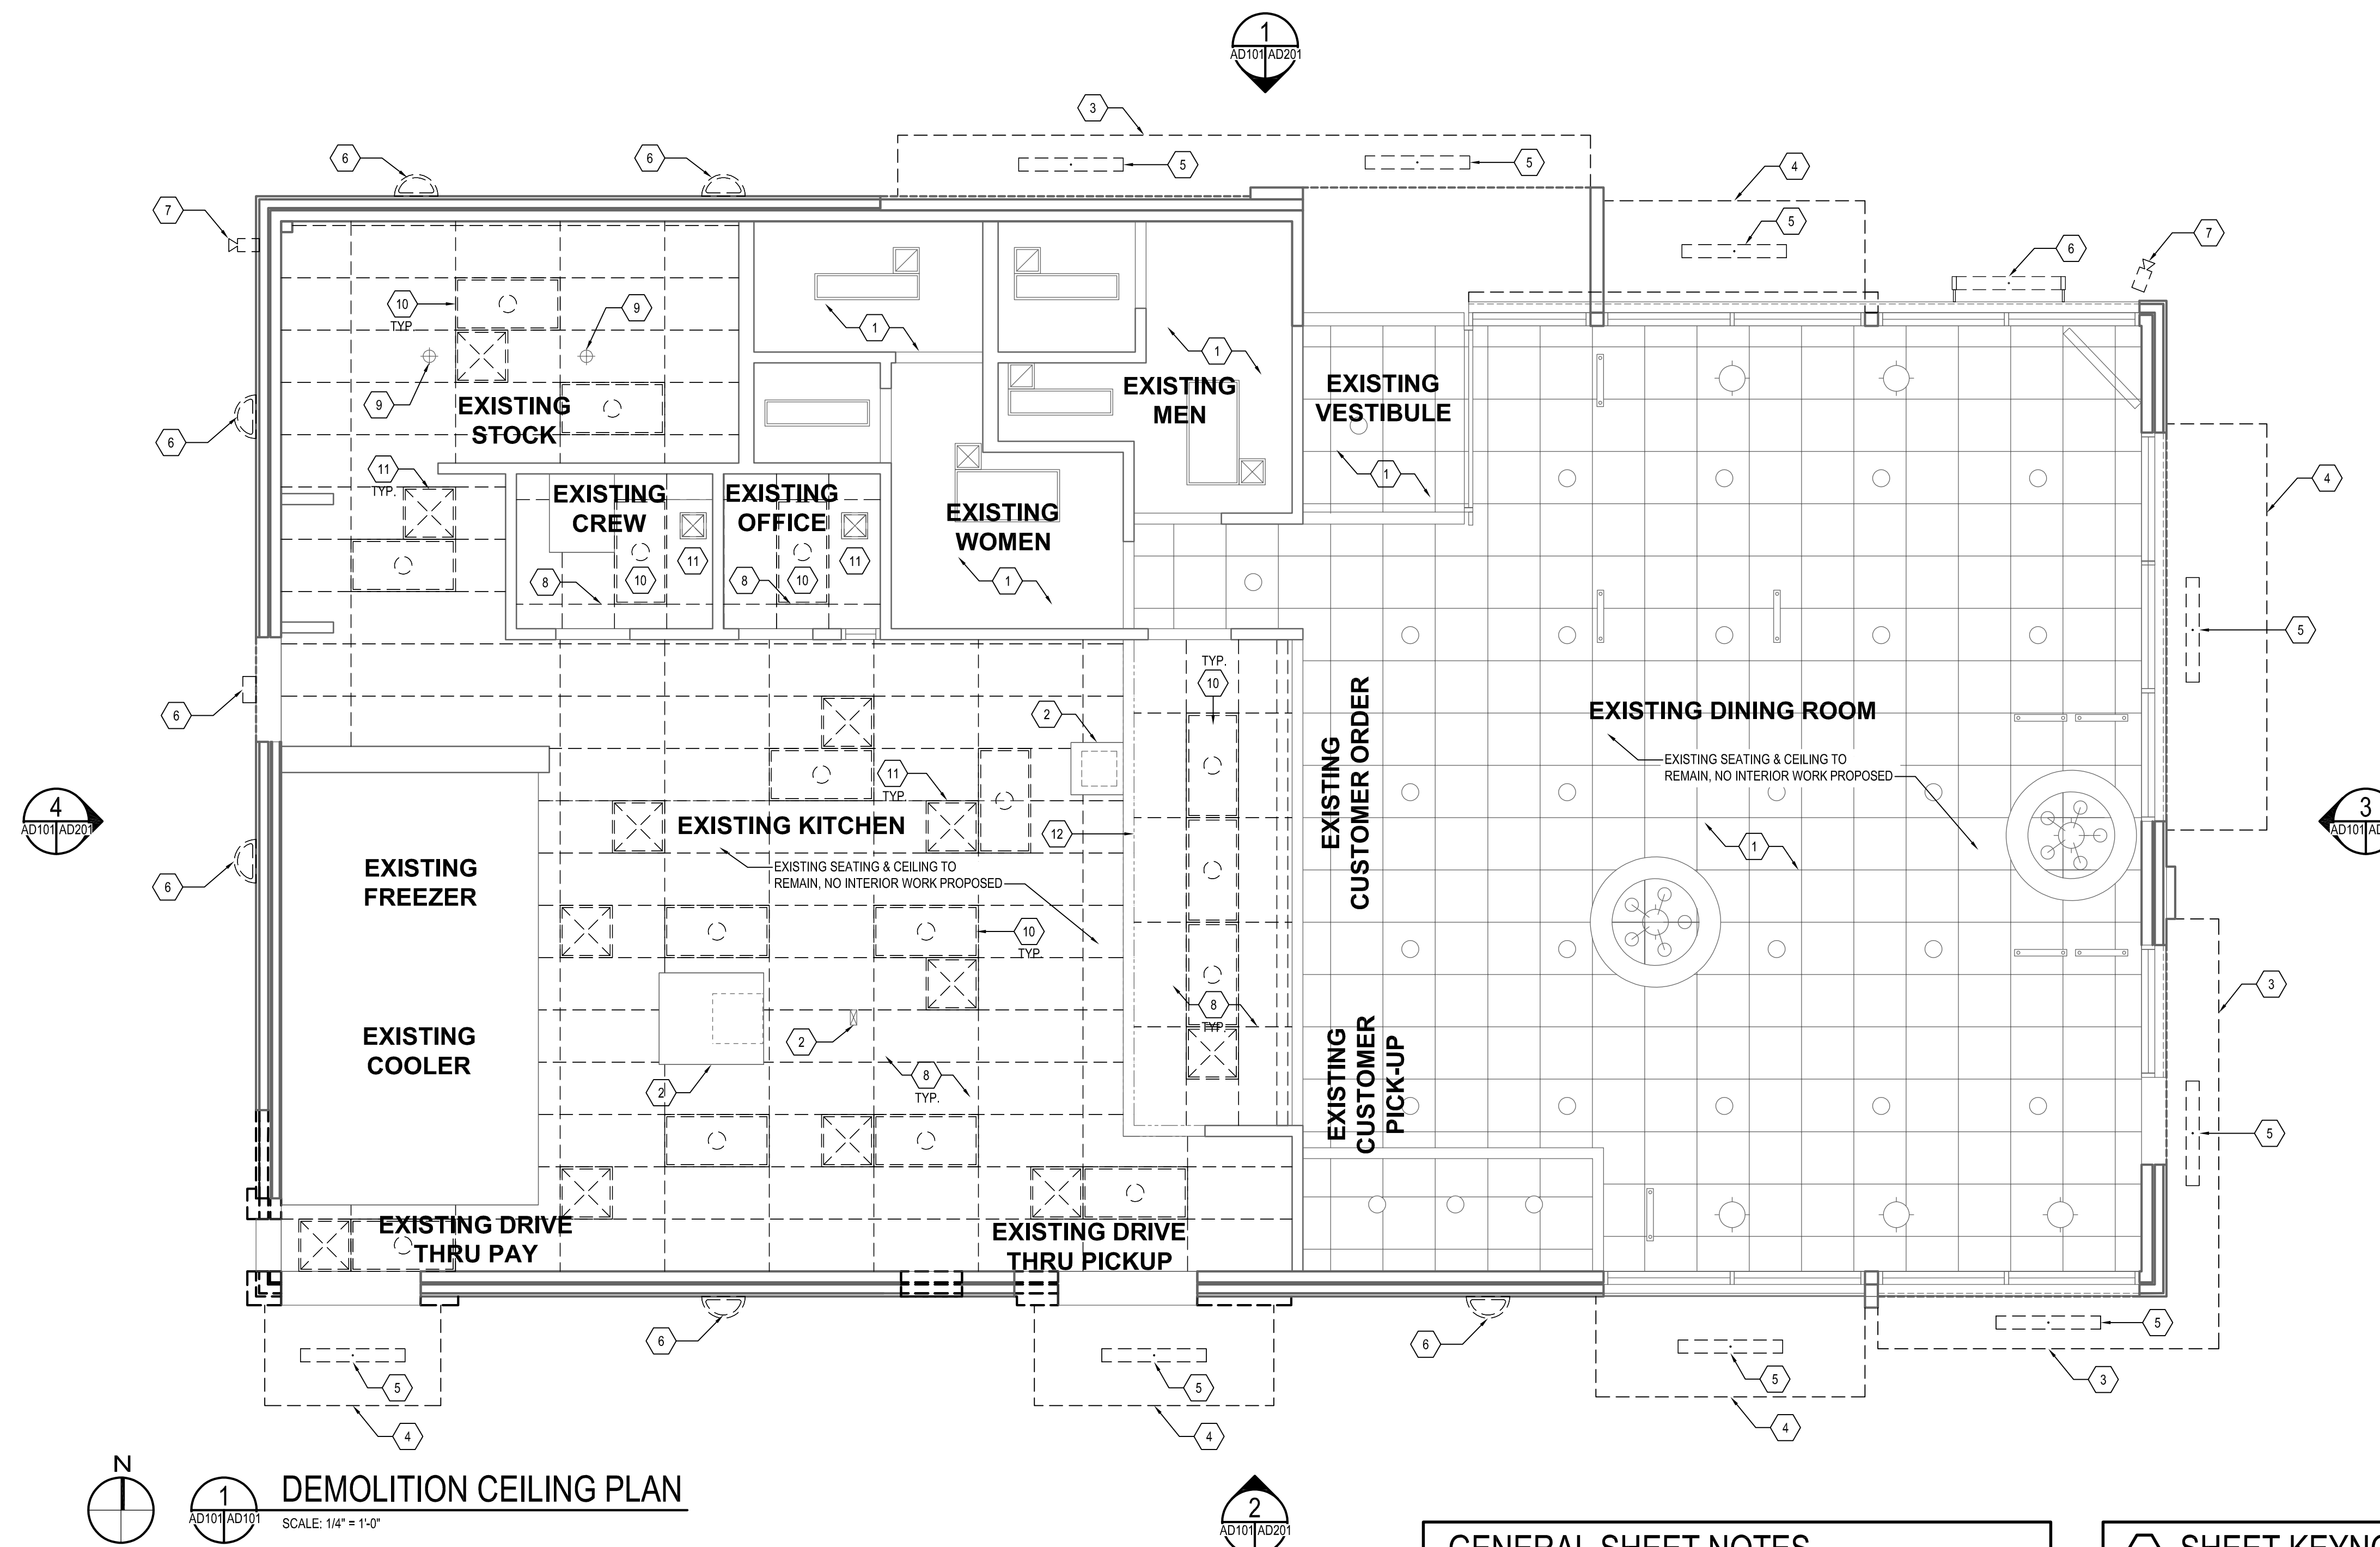 1
AD101 AD201
3
6
6
5
5
4
7
5
7
6
10
TYP.
9
1
1
9
EXISTING
STOCK
EXISTING
MEN
EXISTING
VESTIBULE
6
11
TYP.
1
4
EXISTING
CREW
EXISTING
OFFICE
EXISTING
WOMEN
11
11
8
10
8
10
1
5
TYP.
10
6
2
EXISTING
CUSTOMER ORDER
EXISTING DINING ROOM
EXISTING SEATING & CEILING TO
REMAIN, NO INTERIOR WORK PROPOSED
11
TYP.
4
AD101 AD201
EXISTING KITCHEN
12
1
3
AD101
EXISTING SEATING & CEILING TO
REMAIN, NO INTERIOR WORK PROPOSED
EXISTING
FREEZER
6
10
TYP.
3
8
TYP.
EXISTING
COOLER
2
2
8
TYP.
EXISTING
CUSTOMER
PICK-UP
5
EXISTING DRIVE
THRU PAY
EXISTING DRIVE
THRU PICKUP
6
6
5
5
5
5
3
4
4
4
N
1
AD101 AD101
DEMOLITION CEILING PLAN
SCALE: 1/4" = 1'-0"
2
AD101 AD201
GENERAL SHEET NOTES
SHEET